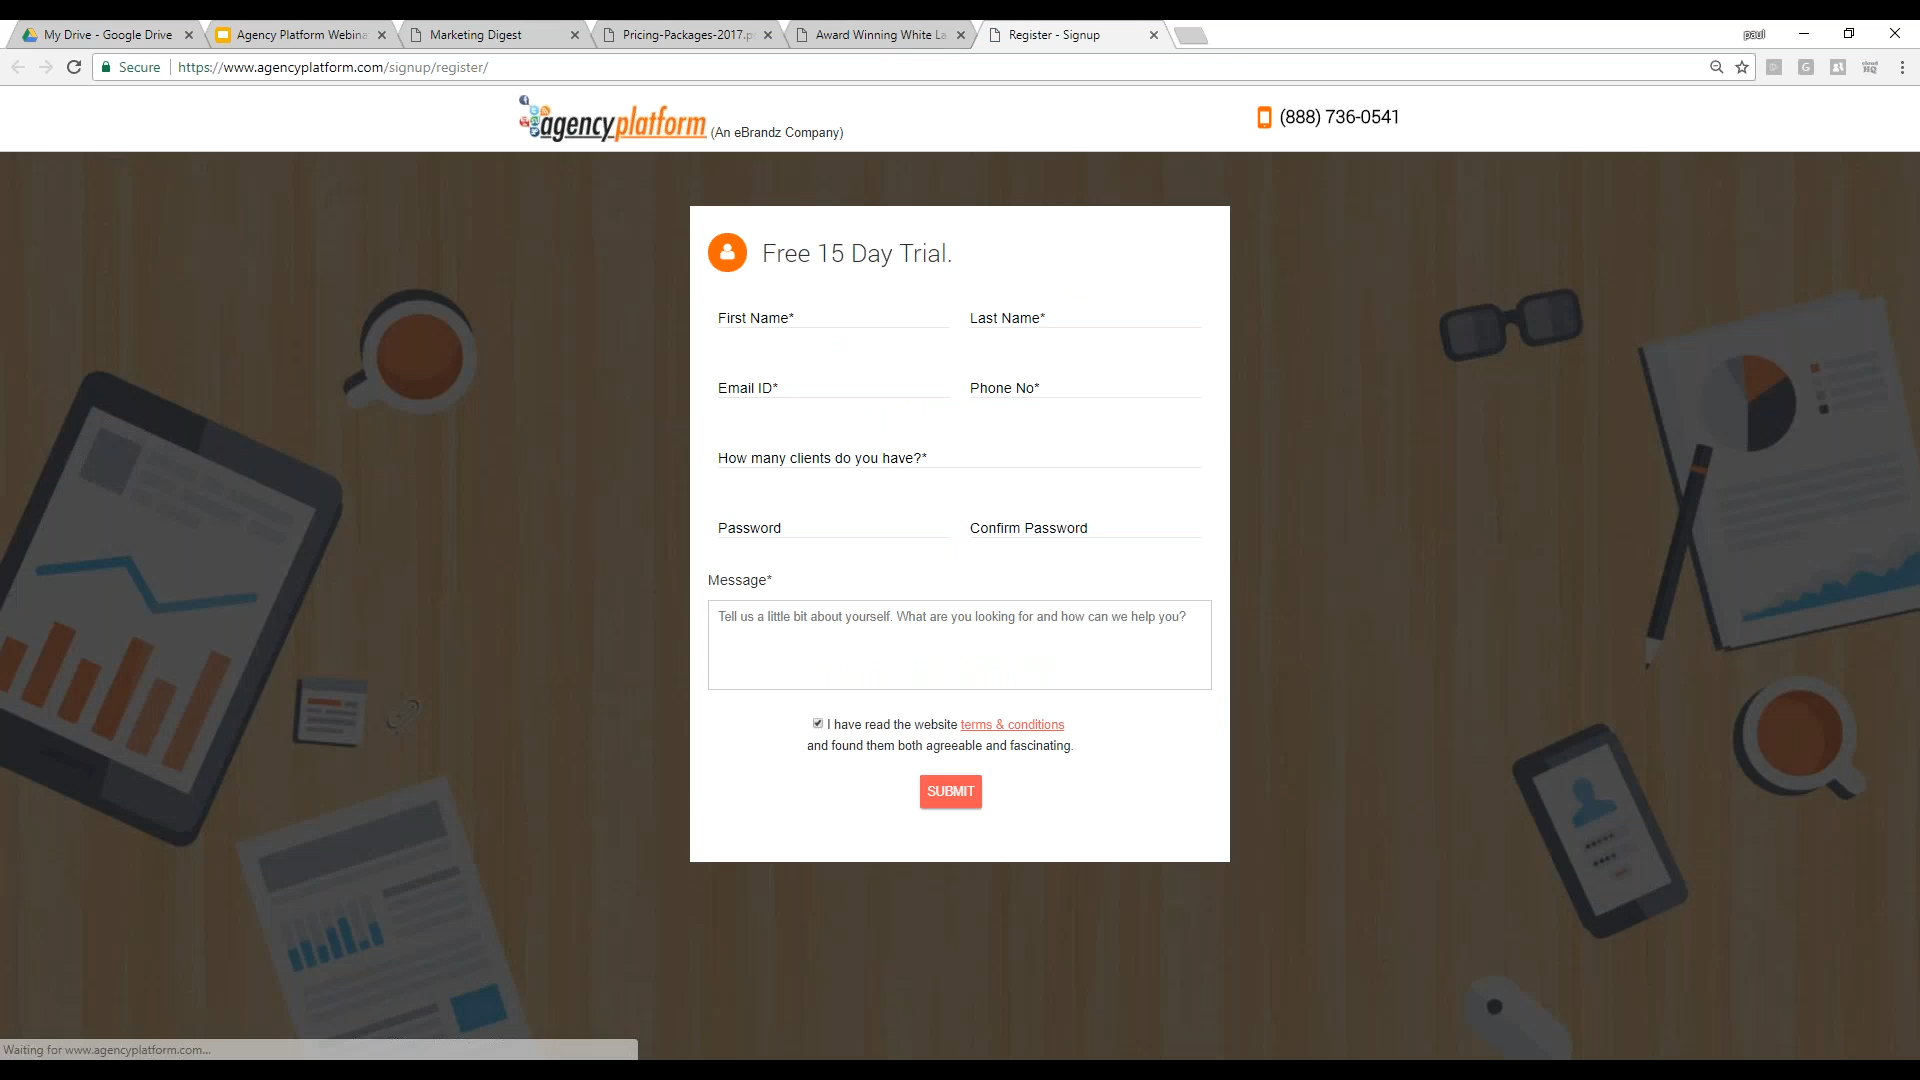 My Drive - Google Drive
Agency Platform Webina
Marketing Digest
Pricing-Packages-2017.p
Award Winning White La
Register - Signup
paul
Secure
https://www.agencyplatform.com/signup/register/
agencyplatform (An eBrandz Company)
(888) 736-0541
Free 15 Day Trial.
First Name*
Last Name*
Email ID*
Phone No*
How many clients do you have?*
Password
Confirm Password
Message*
Tell us a little bit about yourself. What are you looking for and how can we help you?
I have read the website terms & conditions
and found them both agreeable and fascinating.
SUBMIT
Waiting for www.agencyplatform.com...